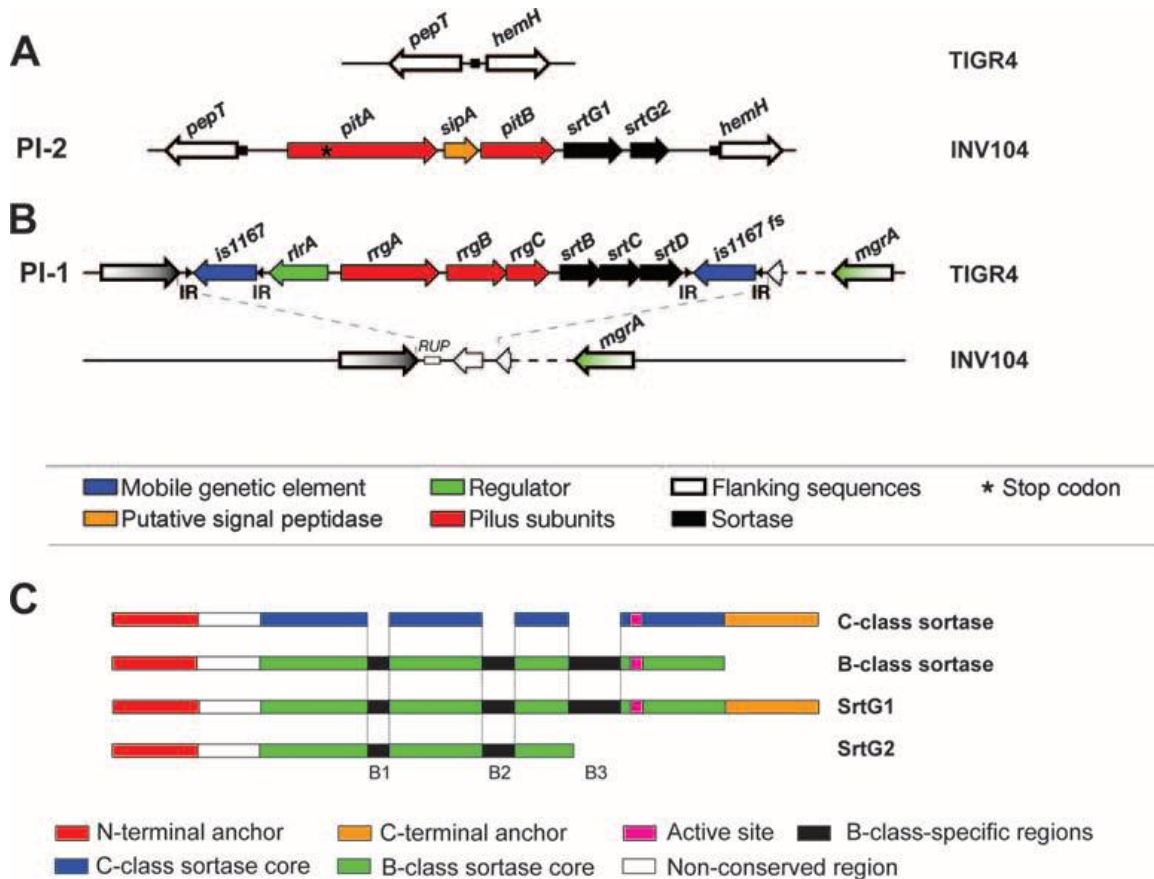 A
pepT hemH
TIGR4
PI-2
pepT pitA sipA pitB srtG1 srtG2 hemH
*
INV104
B
PI-1
is1167 rlrA rrgA rrgB rrgC srtB srtC srtD is1167 fs mgrA
TIGR4
IR IR IR IR
RUP mgrA
INV104
Mobile genetic element Regulator Flanking sequences * Stop codon
Putative signal peptidase Pilus subunits Sortase
C
C-class sortase
B-class sortase
SrtG1
SrtG2
B1 B2 B3
N-terminal anchor C-terminal anchor Active site B-class-specific regions
C-class sortase core B-class sortase core Non-conserved region